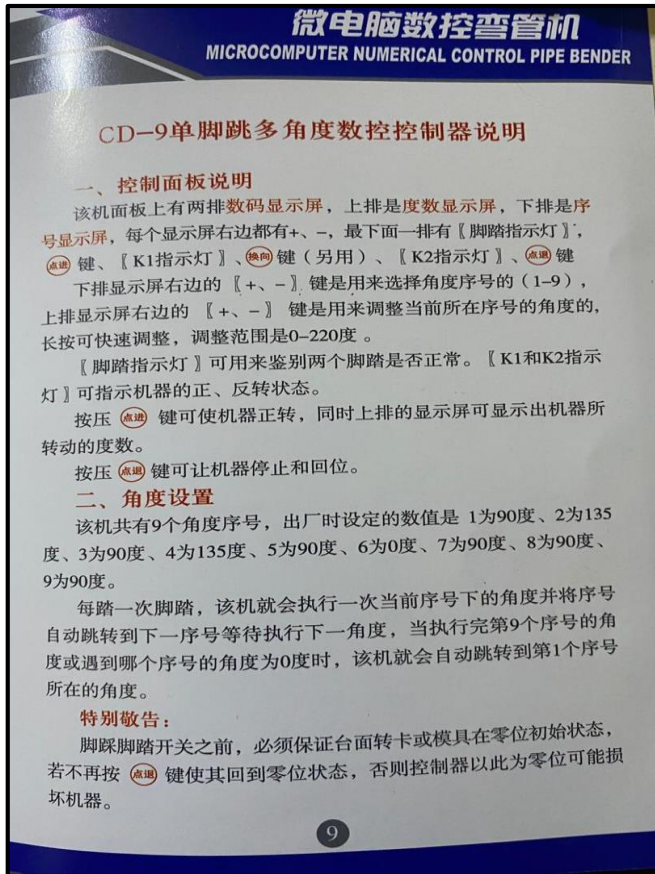 微电脑数控弯管机
MICROCOMPUTER NUMERICAL CONTROL PIPE BENDER
CD-9单脚跳多角度数控控制器说明
一、控制面板说明
该机面板上有两排数码显示屏，上排是度数显示屏，下排是序
号显示屏，每个显示屏右边都有+、-，最下面一排有〖脚踏指示灯〗，
点进 键、〖K1指示灯〗、换向 键（另用）、〖K2指示灯〗、点退 键
下排显示屏右边的〖+、-〗键是用来选择角度序号的（1-9），
上排显示屏右边的 〖+、-〗 键是用来调整当前所在序号的角度的，
长按可快速调整，调整范围是0-220度。
〖脚踏指示灯〗可用来鉴别两个脚踏是否正常。〖K1和K2指示
灯〗可指示机器的正、反转状态。
按压 点进 键可使机器正转，同时上排的显示屏可显示出机器所
转动的度数。
按压 点退 键可让机器停止和回位。
二、角度设置
该机共有9个角度序号，出厂时设定的数值是 1为90度、2为135
度、3为90度、4为135度、5为90度、6为0度、7为90度、8为90度、
9为90度。
每踏一次脚踏，该机就会执行一次当前序号下的角度并将序号
自动跳转到下一序号等待执行下一角度，当执行完第9个序号的角
度或遇到哪个序号的角度为0度时，该机就会自动跳转到第1个序号
所在的角度。
特别敬告：
脚踩脚踏开关之前，必须保证台面转卡或模具在零位初始状态，
若不再按 点退 键使其回到零位状态，否则控制器以此为零位可能损
坏机器。
9